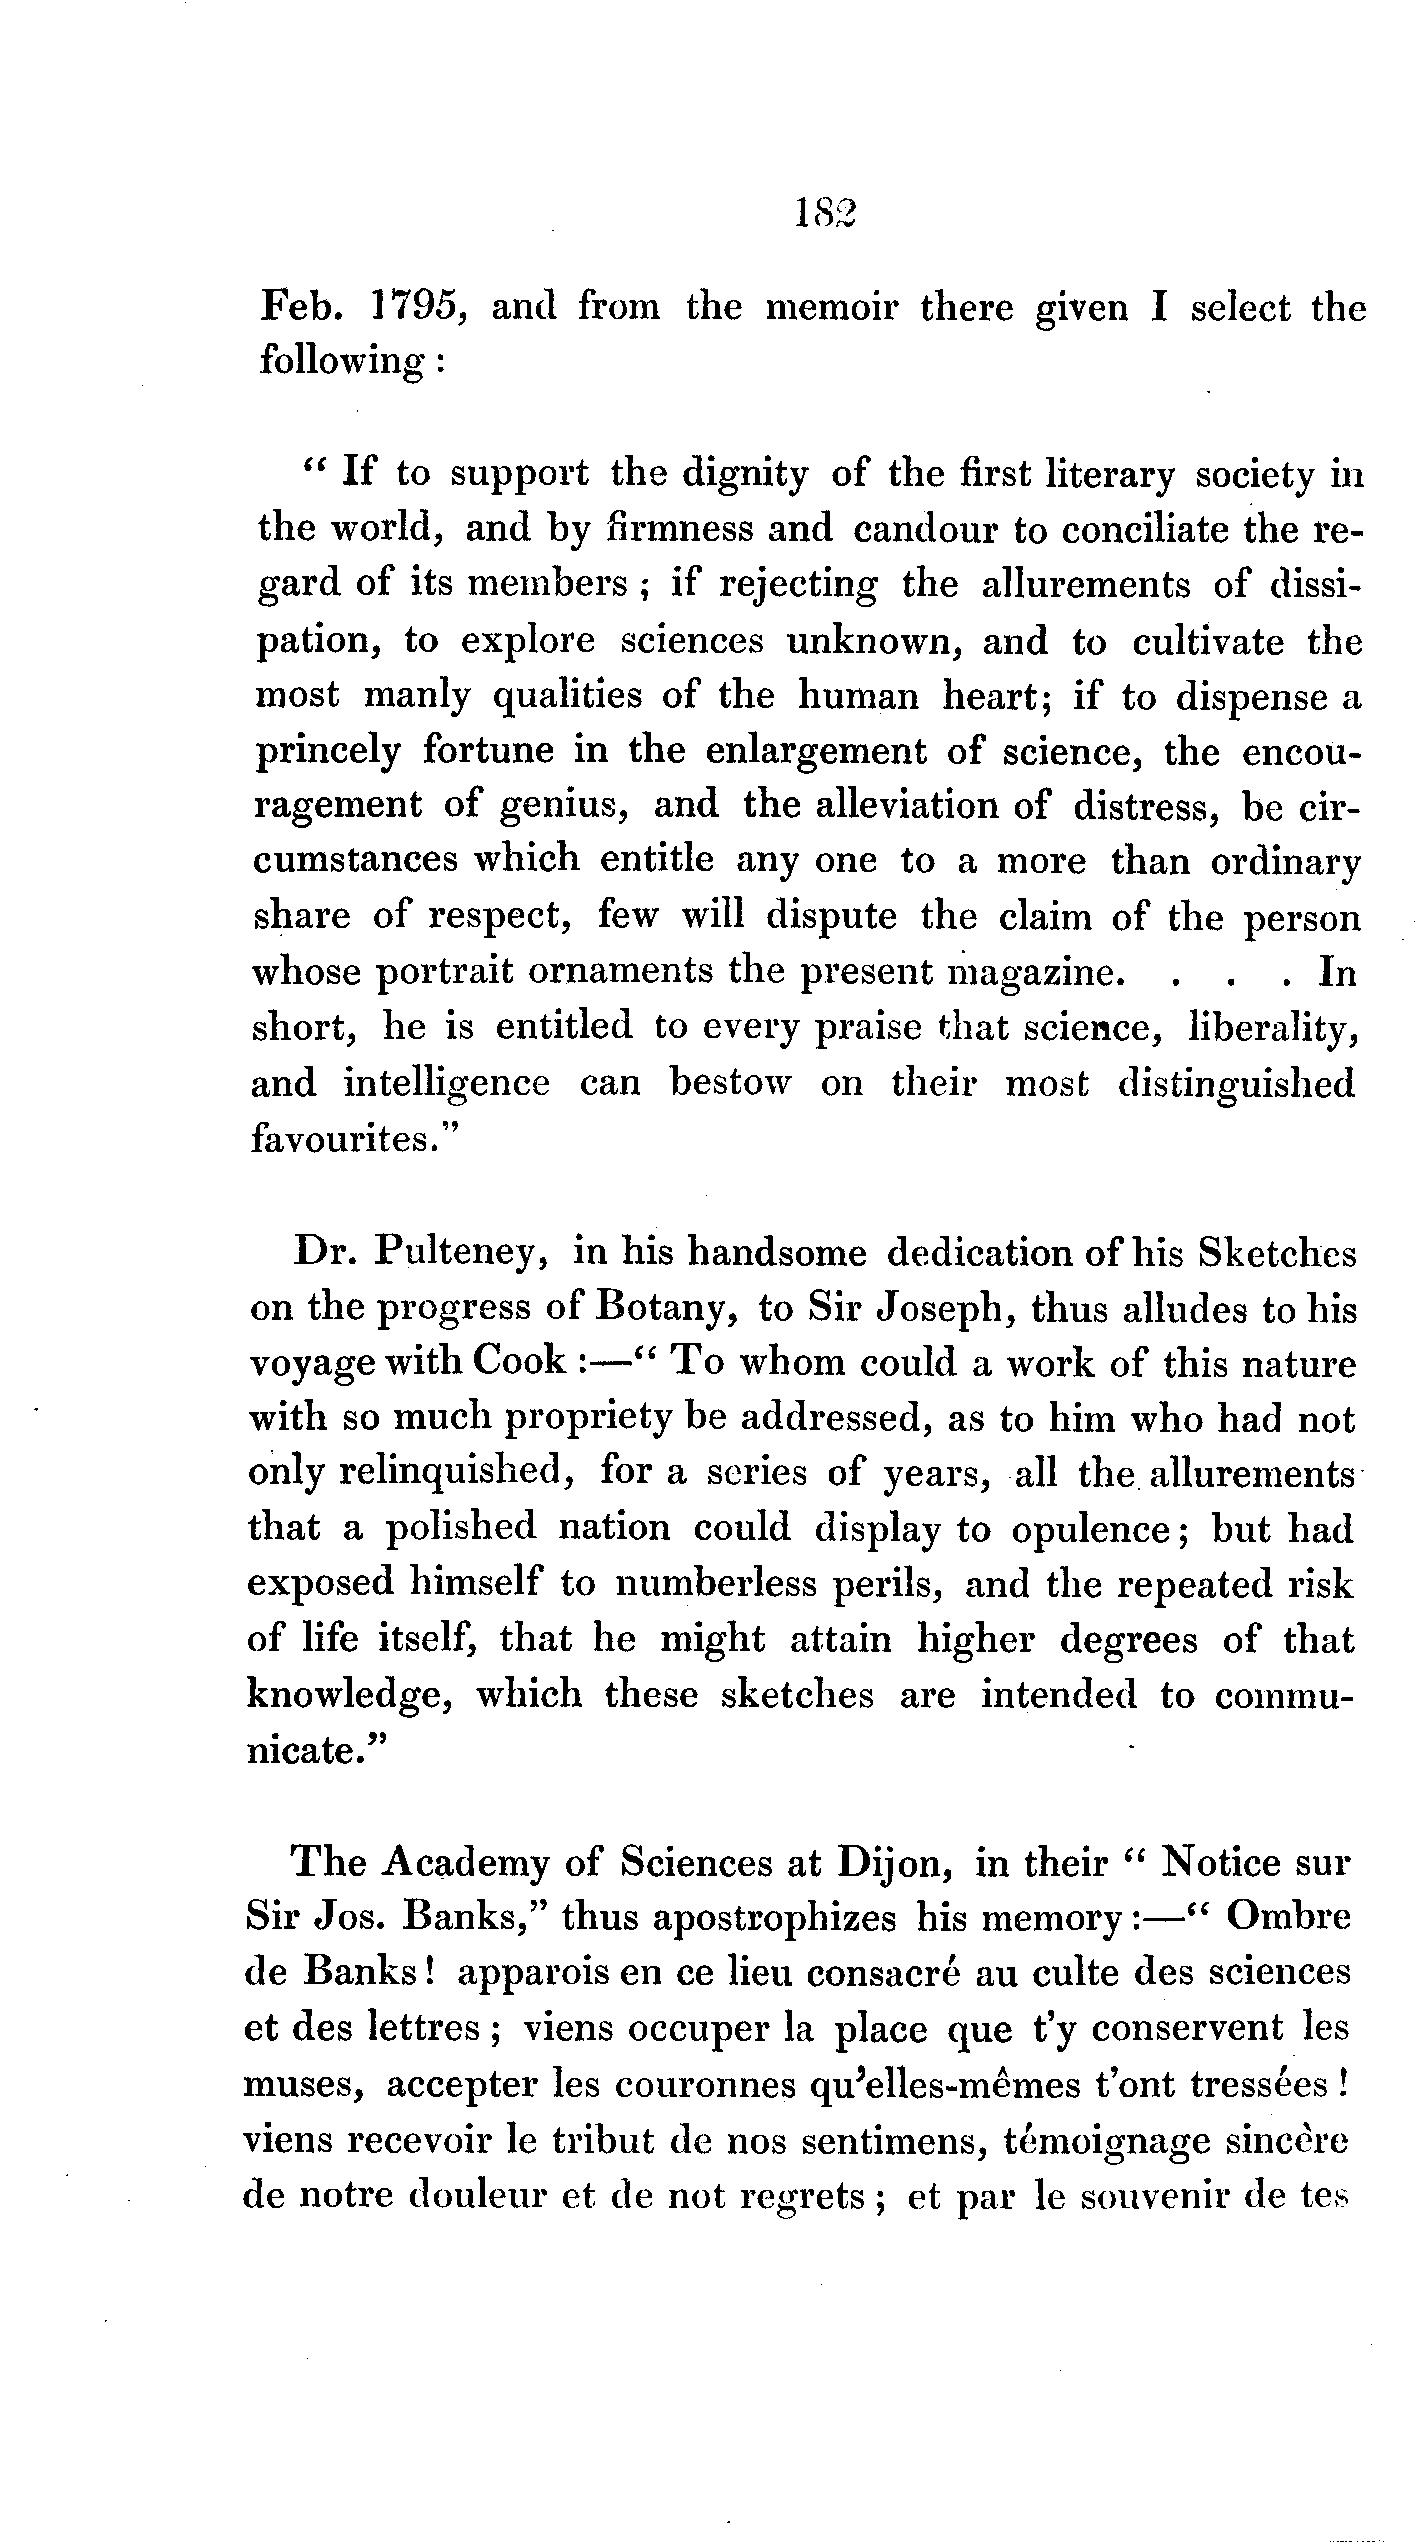 182
Feb. 1795, and from the memoir there given I select the
following :
“ If to support the dignity of the first literary society in
the world, and by firmness and candour to conciliate the re-
gard of its members ; if rejecting the allurements of dissi-
pation, to explore sciences unknown, and to cultivate the
most manly qualities of the human heart; if to dispense a
princely fortune in the enlargement of science, the encou-
ragement of genius, and the alleviation of distress, be cir-
cumstances which entitle any one to a more than ordinary
share of respect, few will dispute the claim of the person
whose portrait ornaments the present magazine. . . . In
short, he is entitled to every praise that science, liberality,
and intelligence can bestow on their most distinguished
favourites.”
Dr. Pulteney, in his handsome dedication of his Sketches
on the progress of Botany, to Sir Joseph, thus alludes to his
voyage with Cook :—“ To whom could a work of this nature
with so much propriety be addressed, as to him who had not
only relinquished, for a series of years, all the allurements
that a polished nation could display to opulence ; but had
exposed himself to numberless perils, and the repeated risk
of life itself, that he might attain higher degrees of that
knowledge, which these sketches are intended to commu-
nicate.”
The Academy of Sciences at Dijon, in their “ Notice sur
Sir Jos. Banks,” thus apostrophizes his memory :—“ Ombre
de Banks ! apparois en ce lieu consacré au culte des sciences
et des lettres ; viens occuper la place que t'y conservent les
muses, accepter les couronnes qu'elles-mêmes t'ont tressées !
viens recevoir le tribut de nos sentimens, témoignage sincère
de notre douleur et de not regrets ; et par le souvenir de tes